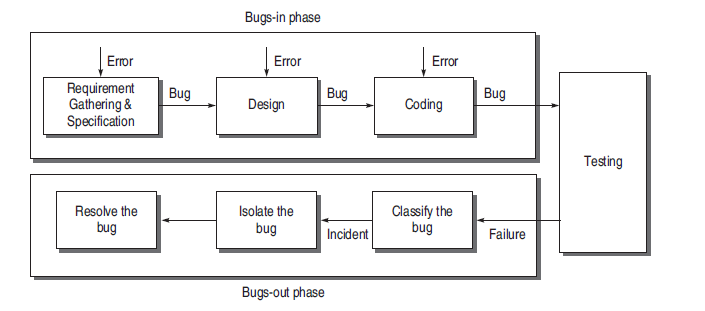 Bugs-in phase
Error
Error
Error
Requirement
Gathering &
Specification
Bug
Design
Bug
Coding
Bug
Testing
Resolve the
bug
Isolate the
bug
Incident
Classify the
bug
Failure
Bugs-out phase